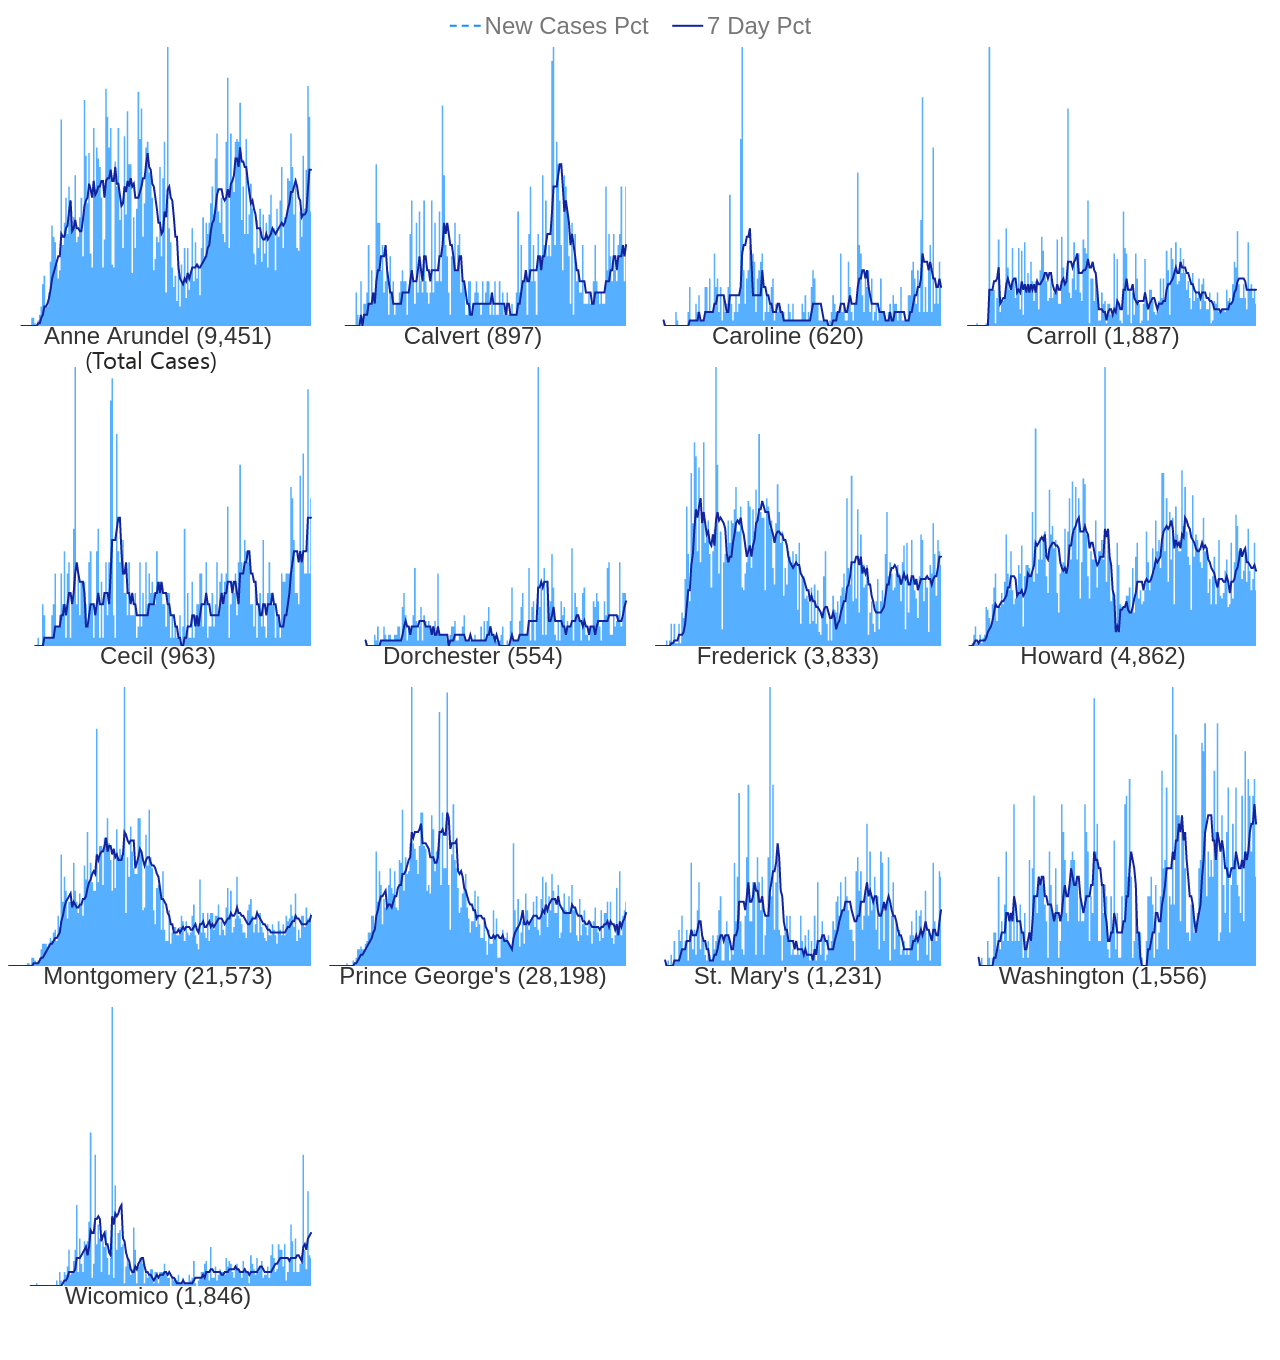 New Cases Pct 7 Day Pct
Anne Arundel (9,451)
(Total Cases)
Calvert (897)
Caroline (620)
Carroll (1,887)
Cecil (963)
Dorchester (554)
Frederick (3,833)
Howard (4,862)
Montgomery (21,573)
Prince George's (28,198)
St. Mary's (1,231)
Washington (1,556)
Wicomico (1,846)